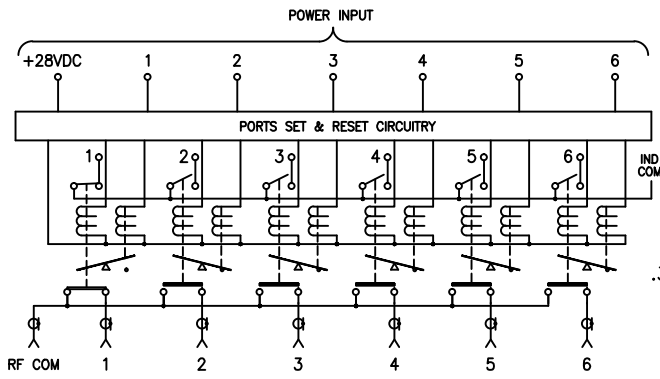 POWER INPUT
+28VDC 1 2 3 4 5 6
PORTS SET & RESET CIRCUITRY
1 2 3 4 5 6 IND
COM
RF COM 1 2 3 4 5 6